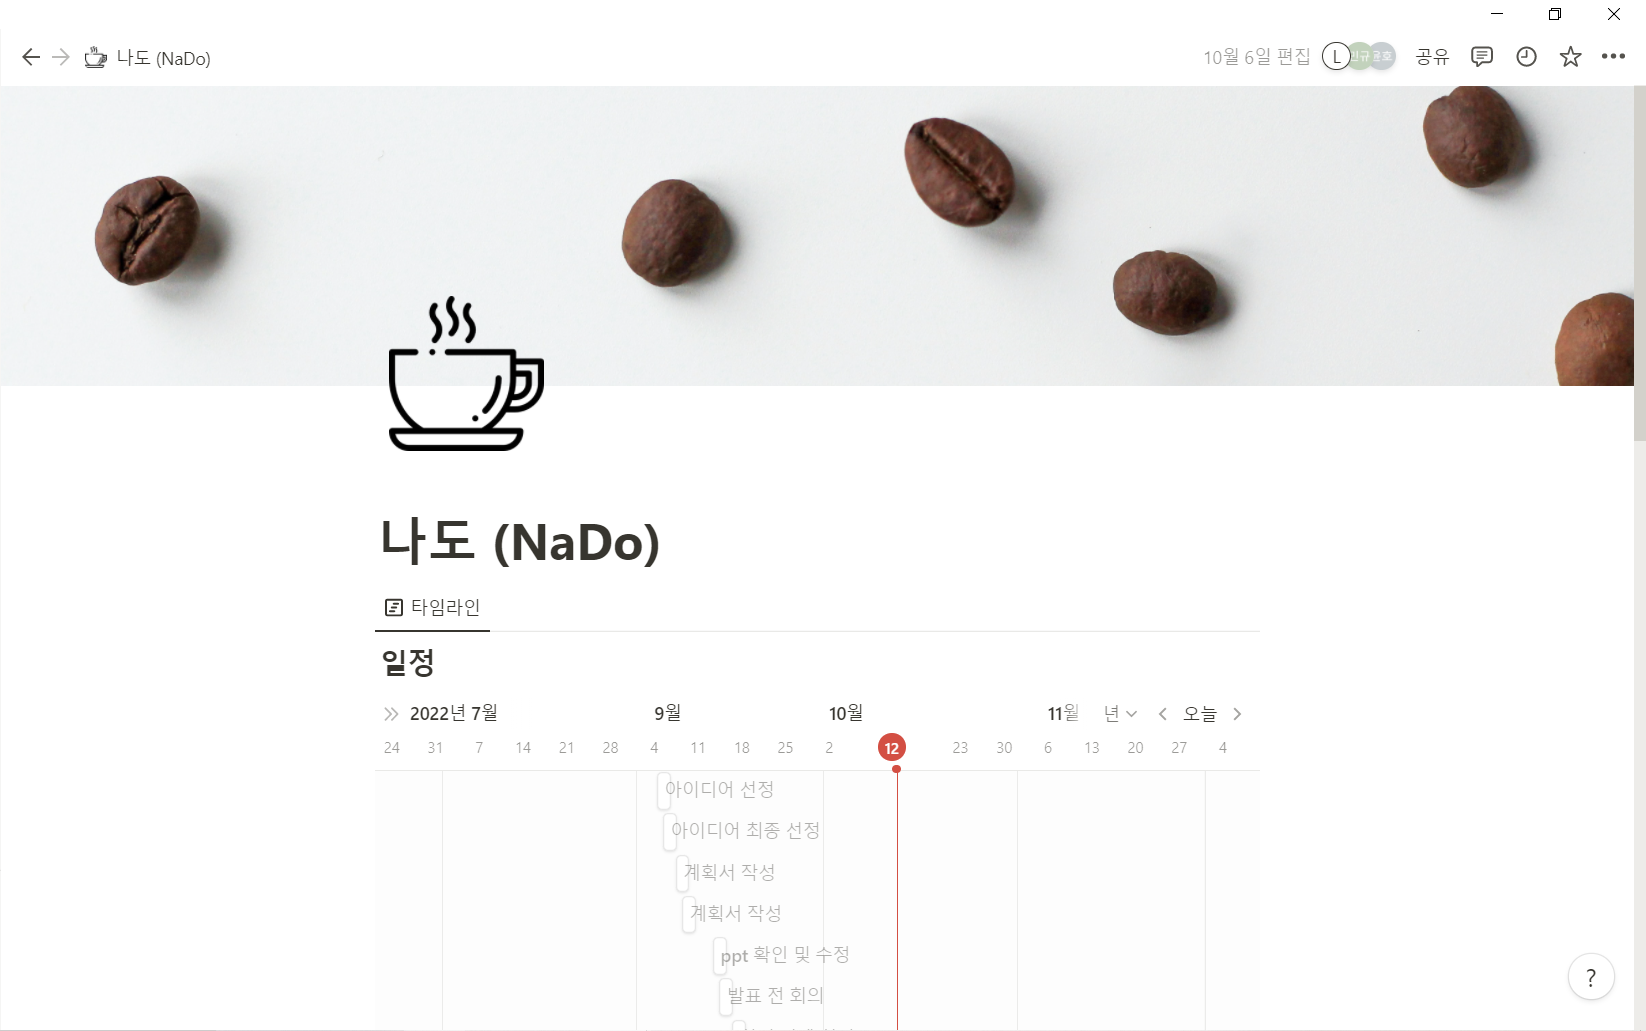 나도 (NaDo)
10월 6일 편집 L 민규 공유
나도 (NaDo)
타임라인
일정
2022년 7월 9월 10월 11월 년 오늘
24 31 7 14 21 28 4 11 18 25 2 12 23 30 6 13 20 27 4
아이디어 선정
아이디어 최종 선정
계획서 작성
계획서 작성
ppt 확인 및 수정
발표 전 회의
?